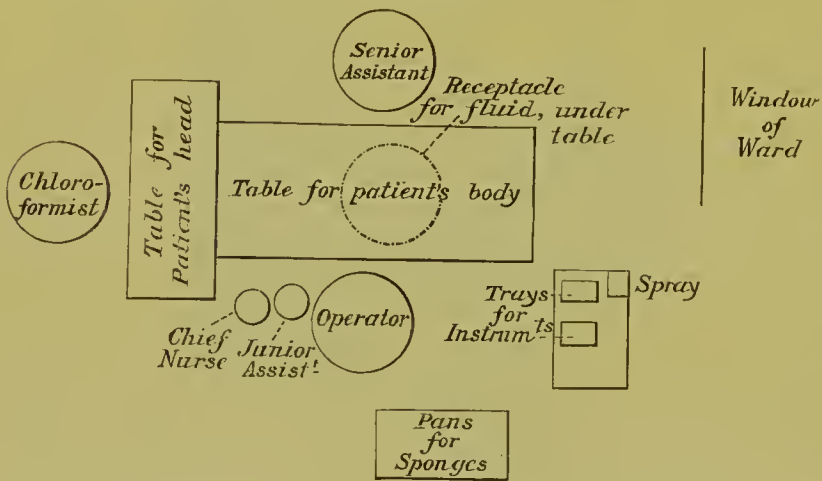 Senior
Assistant
Receptacle
for fluid, under
table
Window
of
Ward
Table for
Patient's head
Chloro-
formist
Table for patient's body
Operator
Chief
Nurse
Junior
Assist.t
Trays
for
Instrum.ts
Spray
Pans
for
Sponges